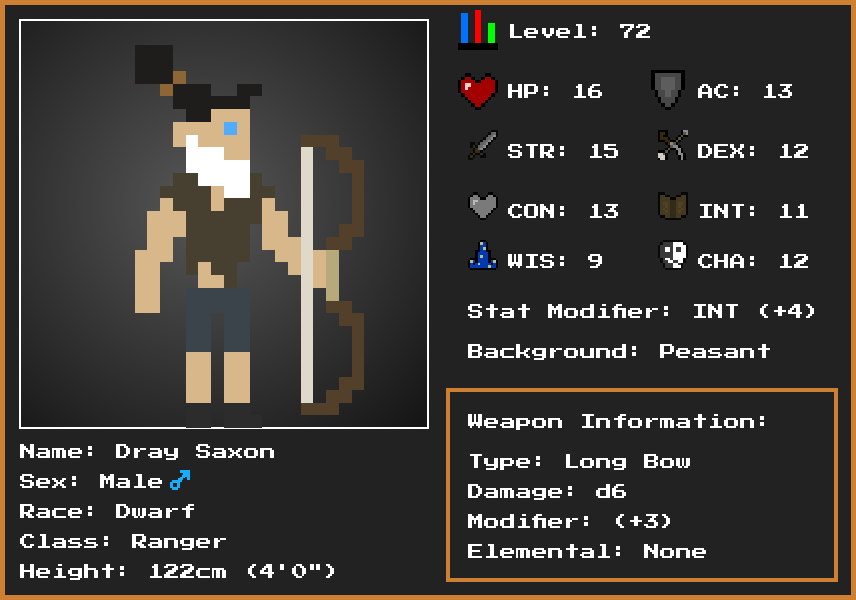 Level: 72
HP: 16
AC: 13
STR: 15
DEX: 12
CON: 13
INT: 11
WIS: 9
CHA: 12
Stat Modifier: INT (+4)
Background: Peasant
Weapon Information:
Type: Long Bow
Damage: d6
Modifier: (+3)
Elemental: None
Name: Dray Saxon
Sex: Male ♂
Race: Dwarf
Class: Ranger
Height: 122cm (4'0")